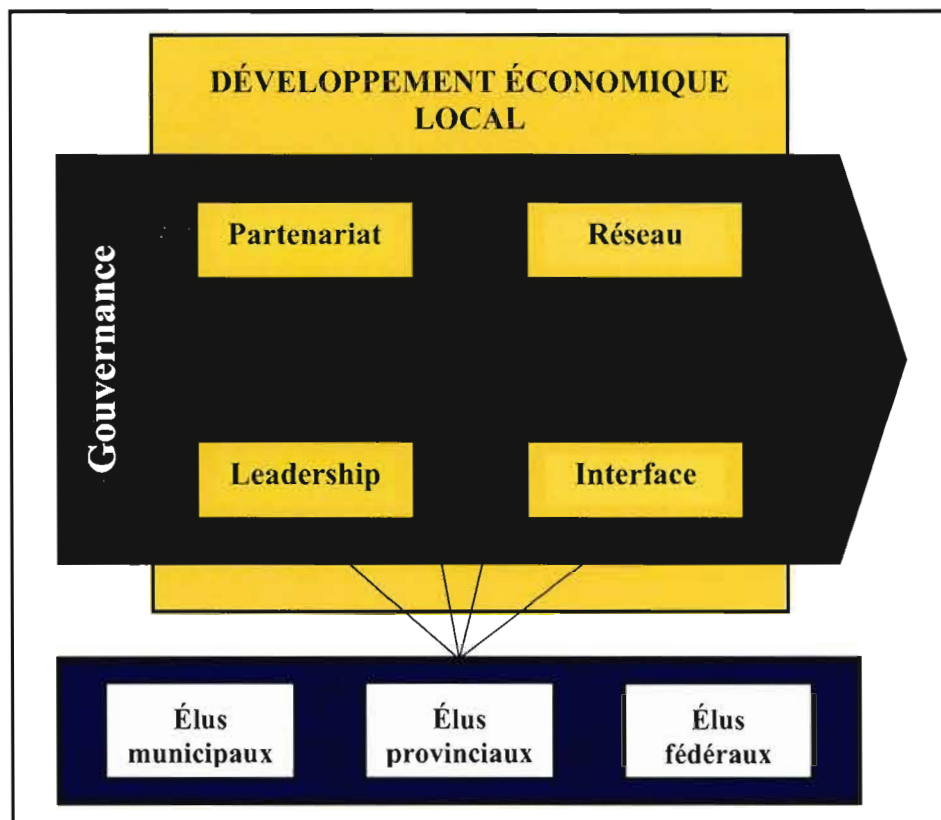 DÉVELOPPEMENT ÉCONOMIQUE
LOCAL
Gouvernance
Partenariat
Réseau
Leadership
Interface
Élus
municipaux
Élus
provinciaux
Élus
fédéraux